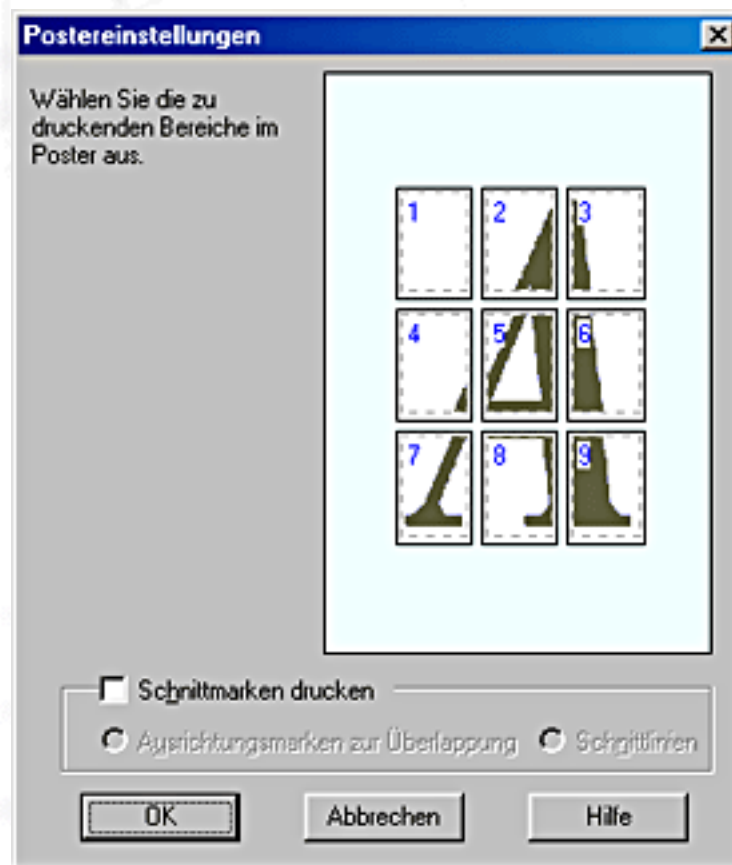 Postereinstellungen
Wählen Sie die zu
druckenden Bereiche im
Poster aus.
1 2 3
4 5 6
7 8 9
Schnittmarken drucken
Ausrichtungsmarken zur Überlappung Schnittlinien
OK Abbrechen Hilfe